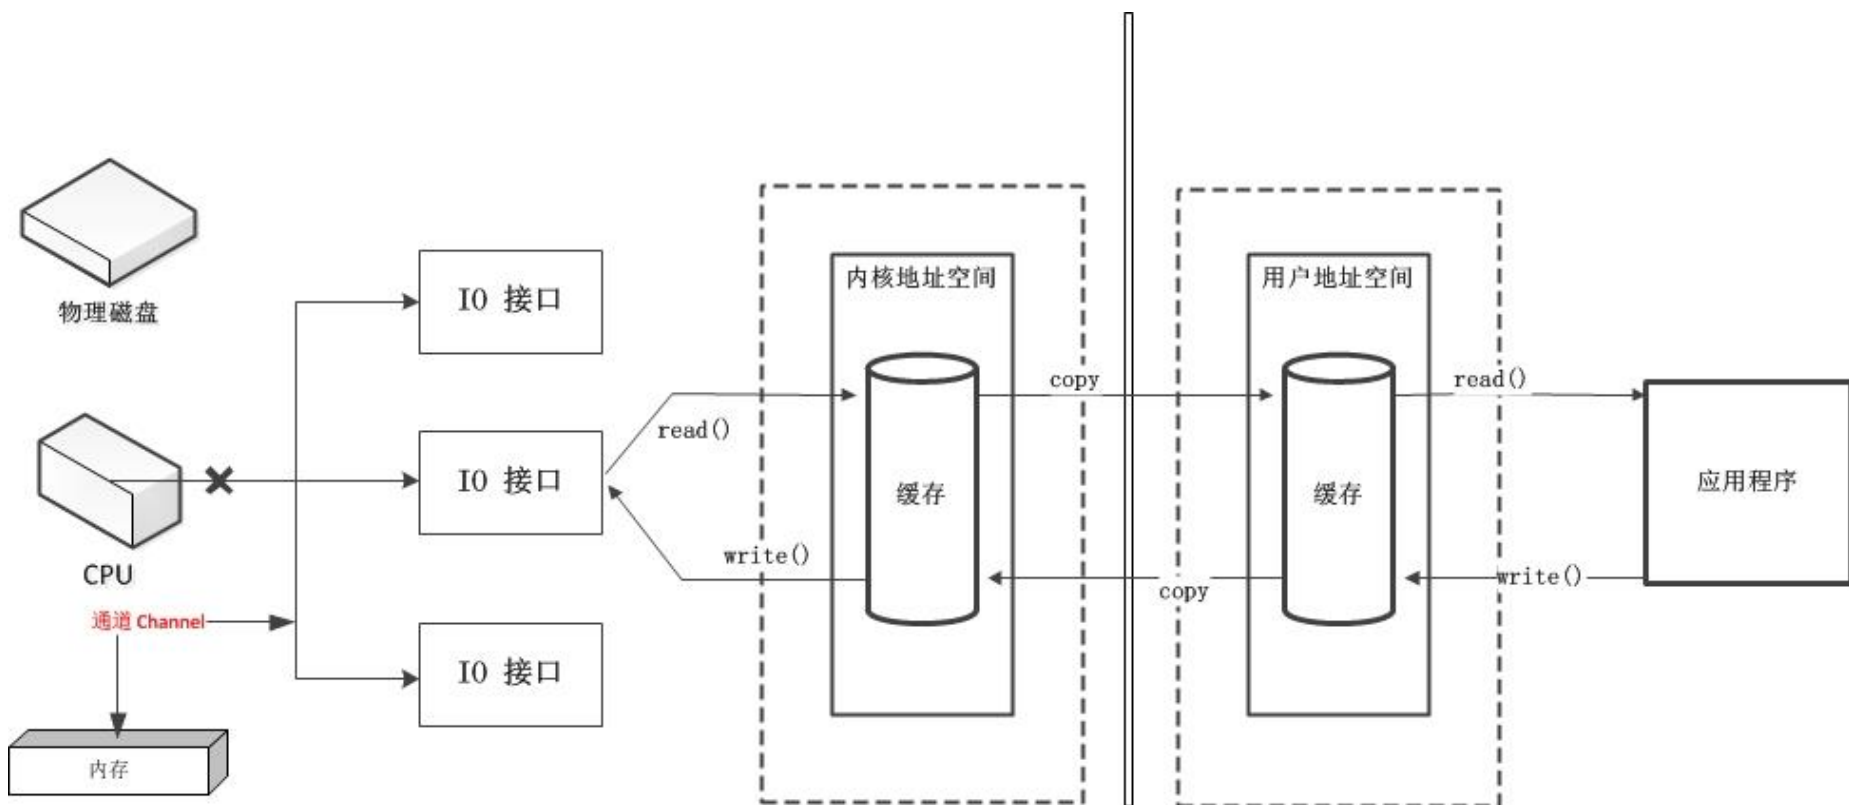 物理磁盘
CPU
通道 Channel
内存
IO 接口
IO 接口
IO 接口
read()
write()
内核地址空间
缓存
copy
copy
用户地址空间
缓存
read()
write()
应用程序